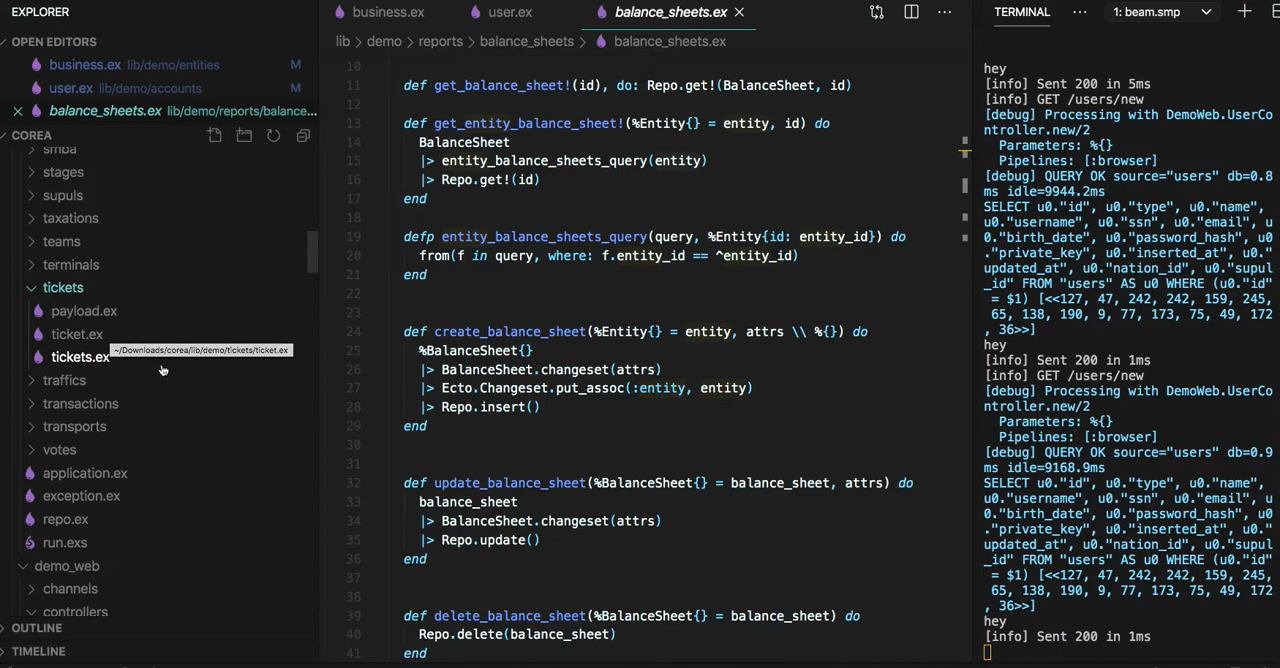 EXPLORER
OPEN EDITORS
business.ex lib/demo/entities M
user.ex lib/demo/accounts M
balance_sheets.ex lib/demo/reports/balance...
COREA
smba
stages
supuls
taxations
teams
terminals
tickets
payload.ex
ticket.ex
~/Downloads/corea/lib/demo/tickets/ticket.ex
tickets.ex
traffics
transactions
transports
votes
application.ex
exception.ex
repo.ex
run.exs
demo_web
channels
controllers
OUTLINE
TIMELINE
business.ex user.ex balance_sheets.ex
lib > demo > reports > balance_sheets > balance_sheets.ex
10
11 def get_balance_sheet!(id), do: Repo.get!(BalanceSheet, id)
12
13 def get_entity_balance_sheet!(%Entity{} = entity, id) do
14 BalanceSheet
15 |> entity_balance_sheets_query(entity)
16 |> Repo.get!(id)
17 end
18
19 defp entity_balance_sheets_query(query, %Entity{id: entity_id}) do
20 from(f in query, where: f.entity_id == ^entity_id)
21 end
22
23
24 def create_balance_sheet(%Entity{} = entity, attrs \\ %{}) do
25 %BalanceSheet{}
26 |> BalanceSheet.changeset(attrs)
27 |> Ecto.Changeset.put_assoc(:entity, entity)
28 |> Repo.insert()
29 end
30
31
32 def update_balance_sheet(%BalanceSheet{} = balance_sheet, attrs) do
33 balance_sheet
34 |> BalanceSheet.changeset(attrs)
35 |> Repo.update()
36 end
37
38
39 def delete_balance_sheet(%BalanceSheet{} = balance_sheet) do
40 Repo.delete(balance_sheet)
41 end
TERMINAL ... 1: beam.smp
hey
[info] Sent 200 in 5ms
[info] GET /users/new
[debug] Processing with DemoWeb.UserCo
ntroller.new/2
Parameters: %{}
Pipelines: [:browser]
[debug] QUERY OK source="users" db=0.8
ms idle=9944.2ms
SELECT u0."id", u0."type", u0."name",
u0."username", u0."ssn", u0."email", u
0."birth_date", u0."password_hash", u0
."private_key", u0."inserted_at", u0."
updated_at", u0."nation_id", u0."supul
_id" FROM "users" AS u0 WHERE (u0."id"
= $1) [<<127, 47, 242, 242, 159, 245,
65, 138, 190, 9, 77, 173, 75, 49, 172
, 36>>]
hey
[info] Sent 200 in 1ms
[info] GET /users/new
[debug] Processing with DemoWeb.UserCo
ntroller.new/2
Parameters: %{}
Pipelines: [:browser]
[debug] QUERY OK source="users" db=0.9
ms idle=9168.9ms
SELECT u0."id", u0."type", u0."name",
u0."username", u0."ssn", u0."email", u
0."birth_date", u0."password_hash", u0
."private_key", u0."inserted_at", u0."
updated_at", u0."nation_id", u0."supul
_id" FROM "users" AS u0 WHERE (u0."id"
= $1) [<<127, 47, 242, 242, 159, 245,
65, 138, 190, 9, 77, 173, 75, 49, 172
, 36>>]
hey
[info] Sent 200 in 1ms